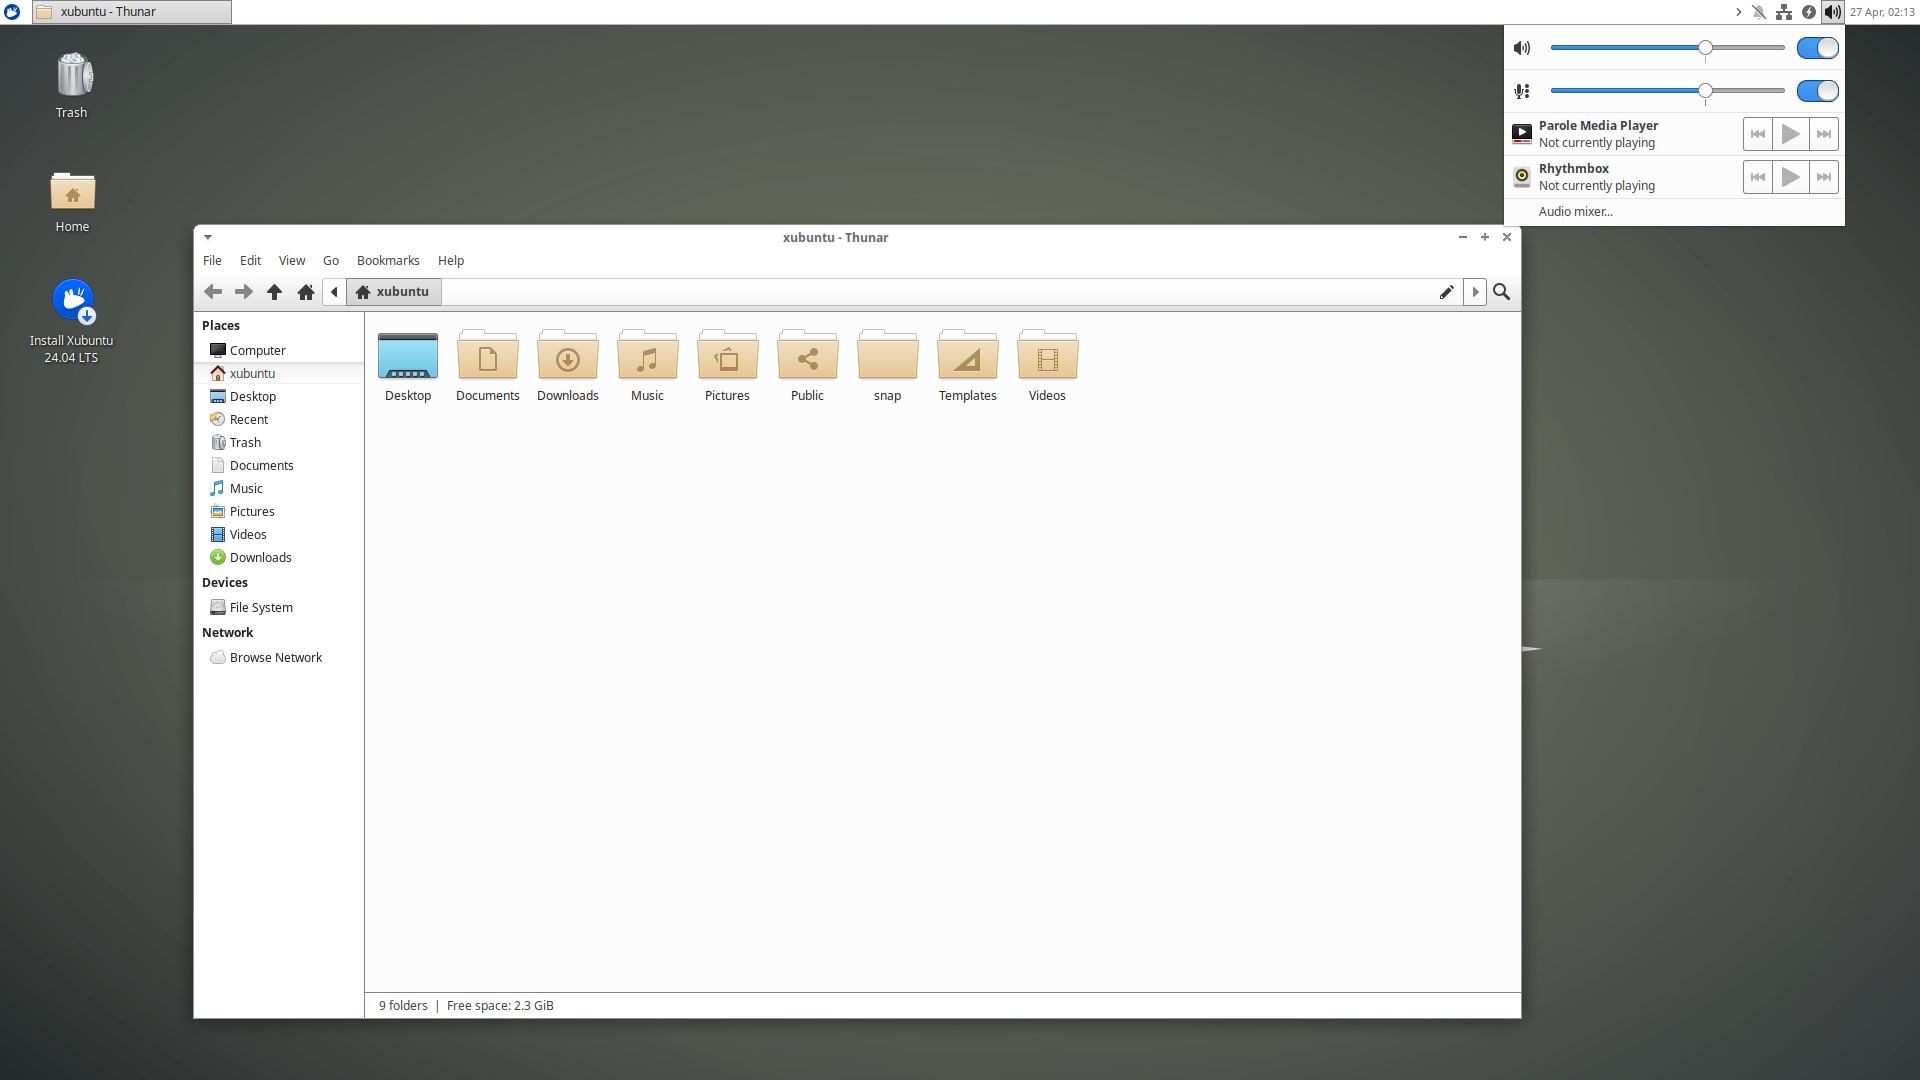 xubuntu - Thunar
27 Apr, 02:13
Trash
Home
Install Xubuntu
24.04 LTS
Parole Media Player
Not currently playing
Rhythmbox
Not currently playing
Audio mixer...
xubuntu - Thunar
File Edit View Go Bookmarks Help
xubuntu
Places
Computer
xubuntu
Desktop
Recent
Trash
Documents
Music
Pictures
Videos
Downloads
Devices
File System
Network
Browse Network
Desktop Documents Downloads Music Pictures Public snap Templates Videos
9 folders | Free space: 2.3 GiB